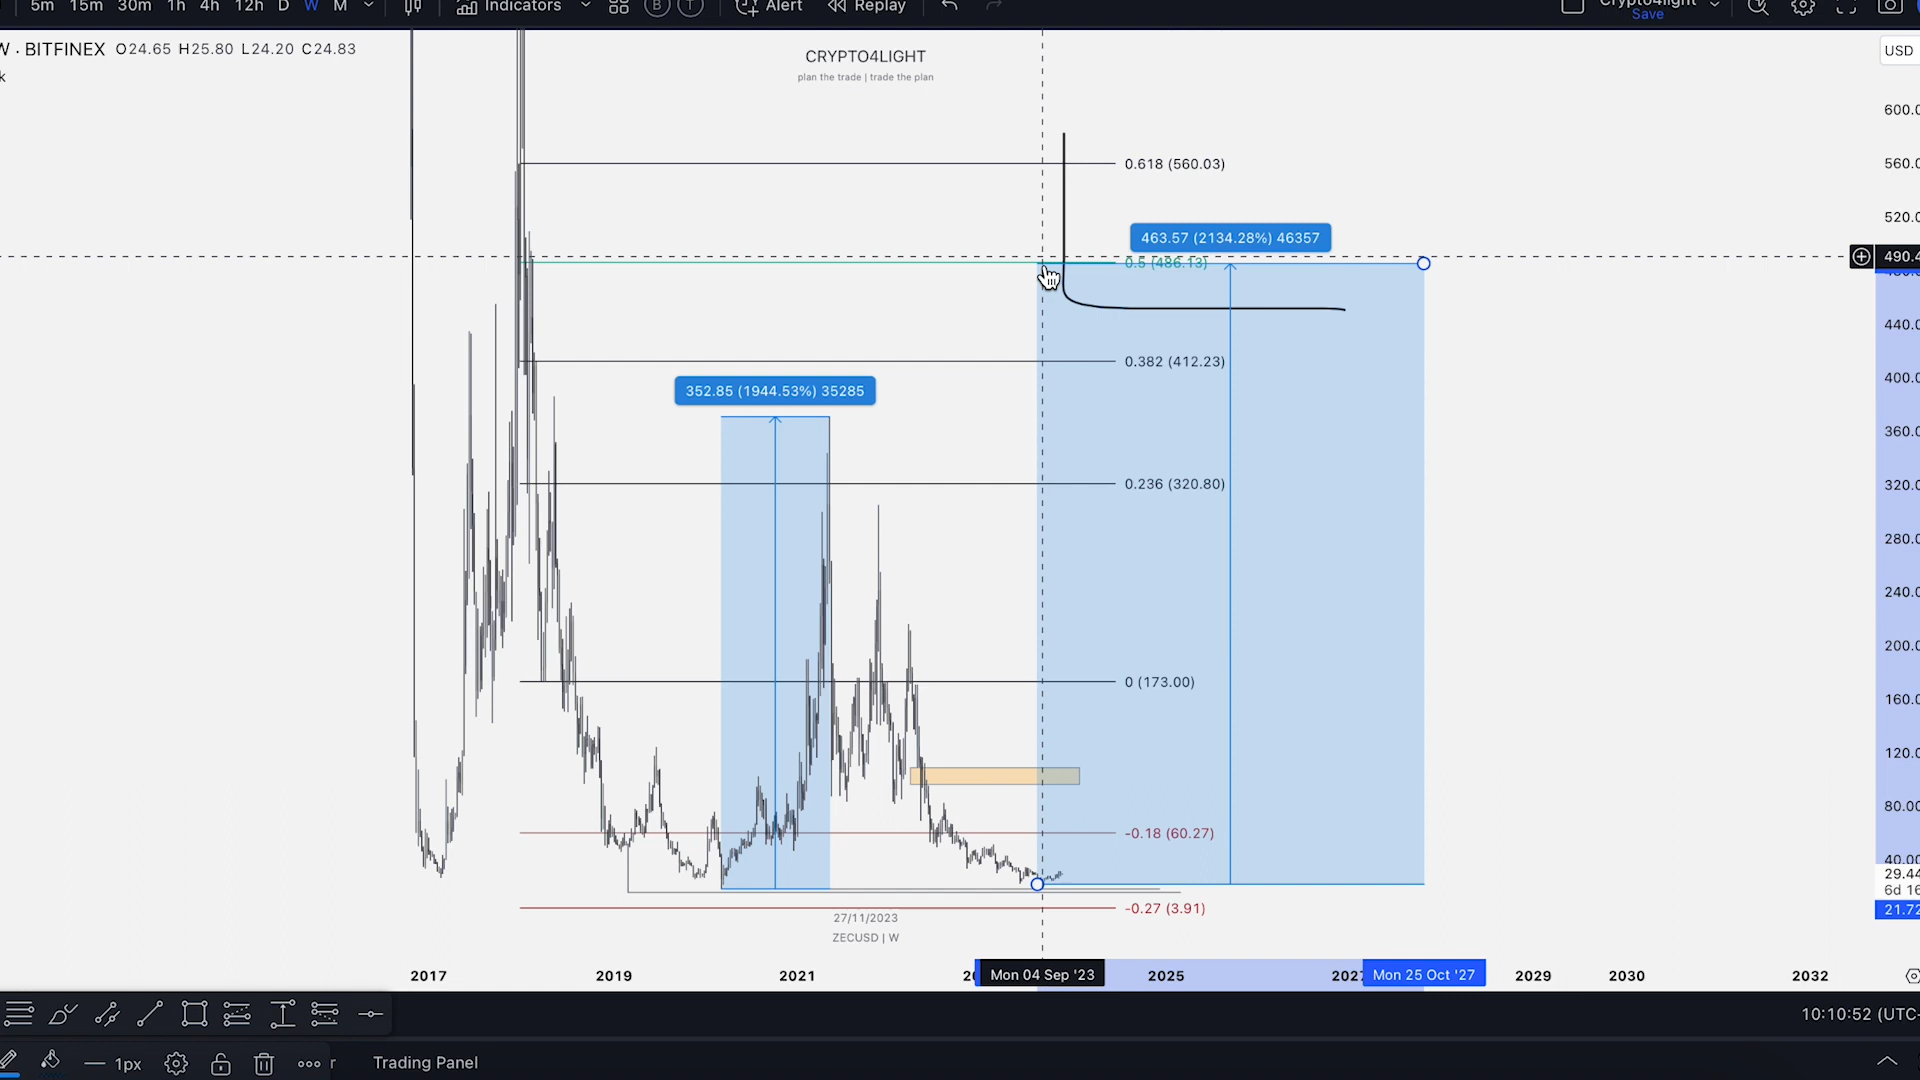 5m 15m 30m 1h 4h 12h D W M Indicators B T Alert Replay
Save
W · BITFINEX O24.65 H25.80 L24.20 C24.83
k
CRYPTO4LIGHT
plan the trade | trade the plan
USD
600.0
0.618 (560.03)
560.0
520.0
463.57 (2134.28%) 46357
490.4
0.5 (486.13)
440.0
0.382 (412.23)
400.0
352.85 (1944.53%) 35285
360.0
0.236 (320.80)
320.0
280.0
240.0
200.0
0 (173.00)
160.0
120.0
80.00
-0.18 (60.27)
40.00
29.44
6d 16
21.72
-0.27 (3.91)
27/11/2023
ZECUSD | W
2017 2019 2021 Mon 04 Sep '23 2025 2027 Mon 25 Oct '27 2029 2030 2032
10:10:52 (UTC-
1px r Trading Panel